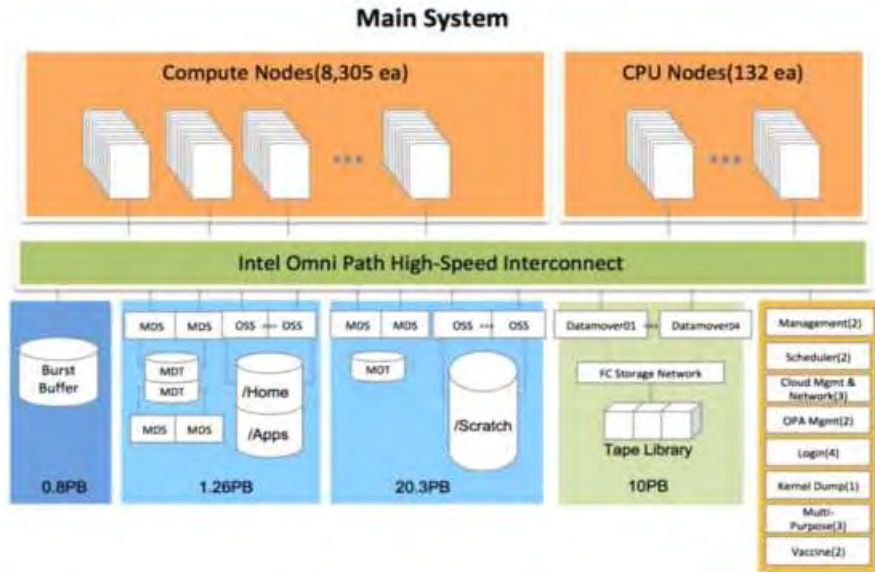 Main System
Compute Nodes(8,305 ea)
CPU Nodes(132 ea)
Intel Omni Path High-Speed Interconnect
Burst
Buffer
0.8PB
MDS MDS OSS OSS
MDT
MDT
MDS MDS
/Home
/Apps
1.26PB
MDS MDS OSS OSS
MDT
/Scratch
20.3PB
Datamover01 Datamover04
FC Storage Network
Tape Library
10PB
Management(2)
Scheduler(2)
Cloud Mgmt &
Network(3)
OPA Mgmt(2)
Login(4)
Kernel Dump(1)
Multi-
Purpose(3)
Vaccine(2)